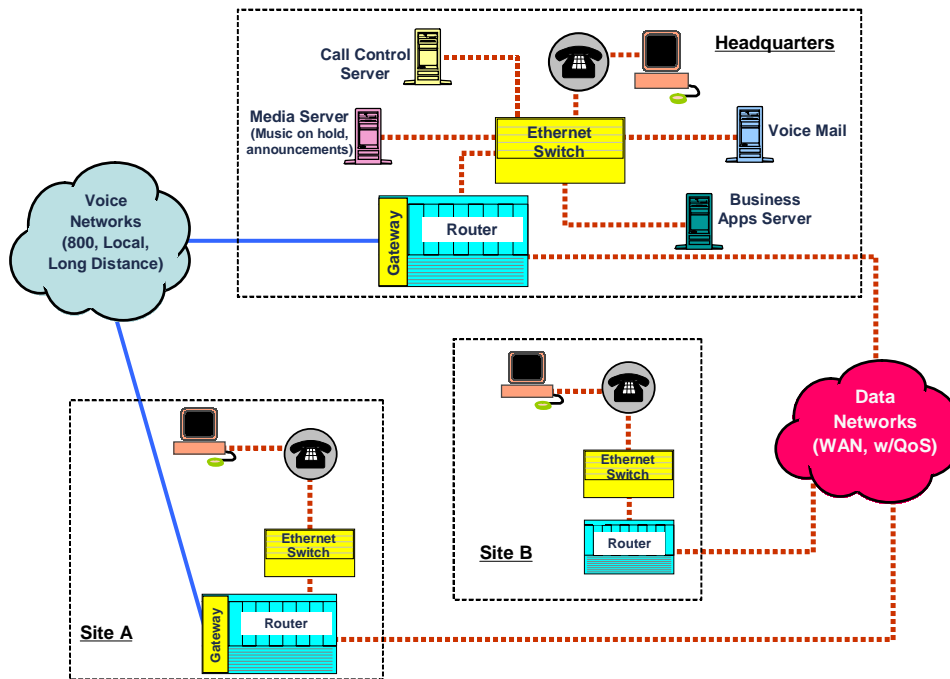 Headquarters
Call Control
Server
Media Server
(Music on hold,
announcements)
Ethernet
Switch
Voice Mail
Business
Apps Server
Gateway
Router
Voice
Networks
(800, Local,
Long Distance)
Data
Networks
(WAN, w/QoS)
Ethernet
Switch
Router
Site B
Ethernet
Switch
Gateway
Router
Site A